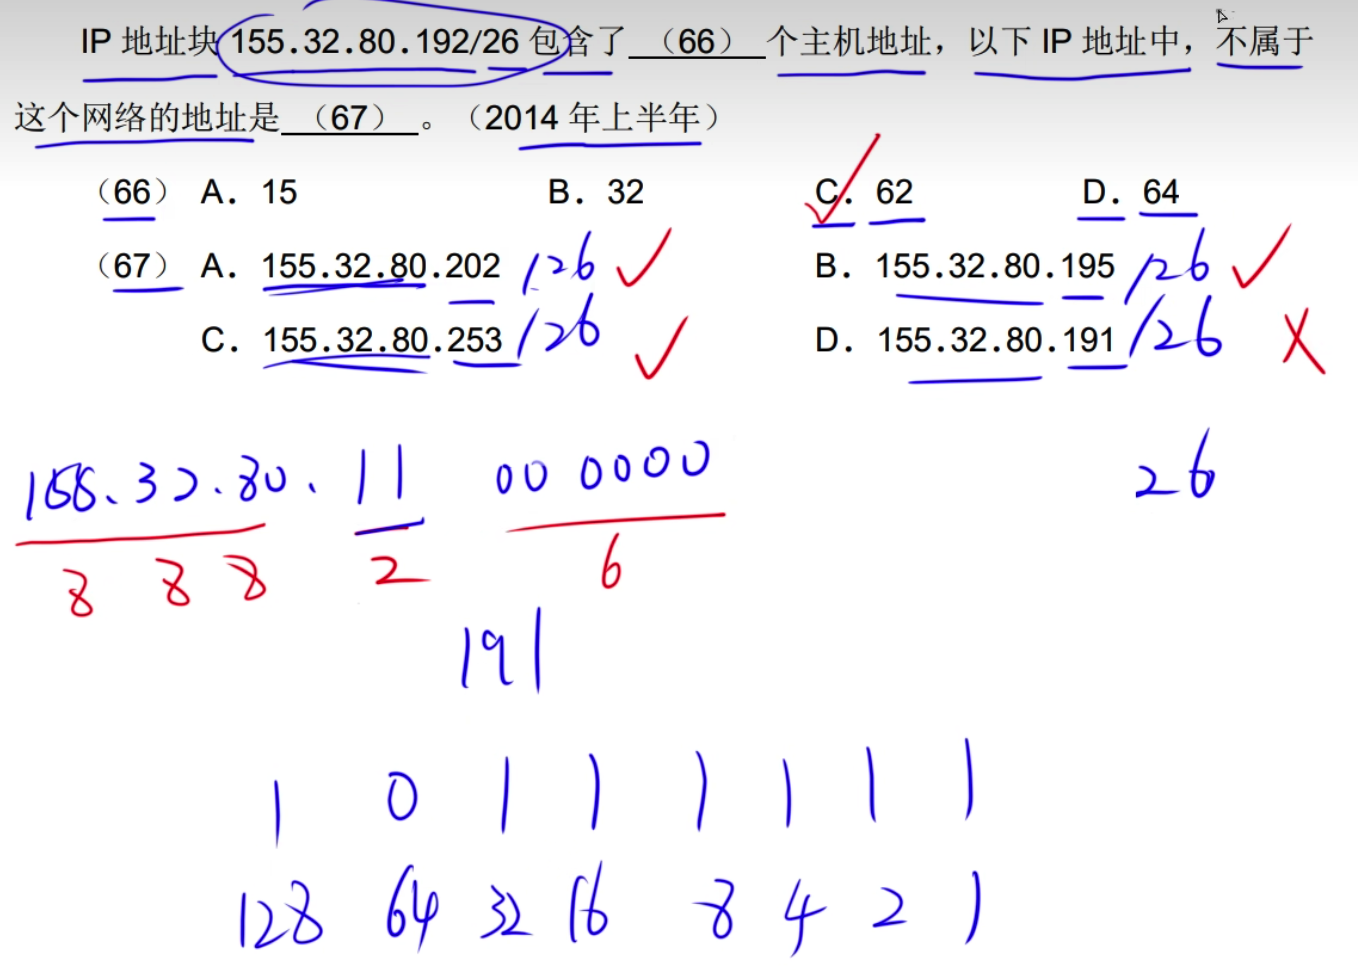 IP 地址块 155.32.80.192/26 包含了 （66） 个主机地址，以下 IP 地址中，不属于
这个网络的地址是 （67） 。（2014 年上半年）
（66） A. 15 B. 32 C. 62 D. 64
（67） A. 155.32.80.202 /26 B. 155.32.80.195 /26
C. 155.32.80.253 /26 D. 155.32.80.191 /26
155.32.80. 11 00 0000 26
8 8 8 2 6
191
1 0 1 1 1 1 1 1
128 64 32 16 8 4 2 1